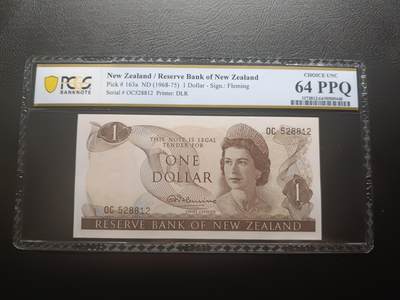 PCGS
BANKNOTE
New Zealand / Reserve Bank of New Zealand
Pick # 163a ND (1968-75) 1 Dollar - Sign.: Fleming
Serial # OC528812 Printer: DLR
CHOICE UNC
64 PPQ
1
THIS NOTE IS LEGAL
TENDER FOR
OC 528812
ONE
DOLLAR
1
OC 528812
RESERVE BANK OF NEW ZEALAND